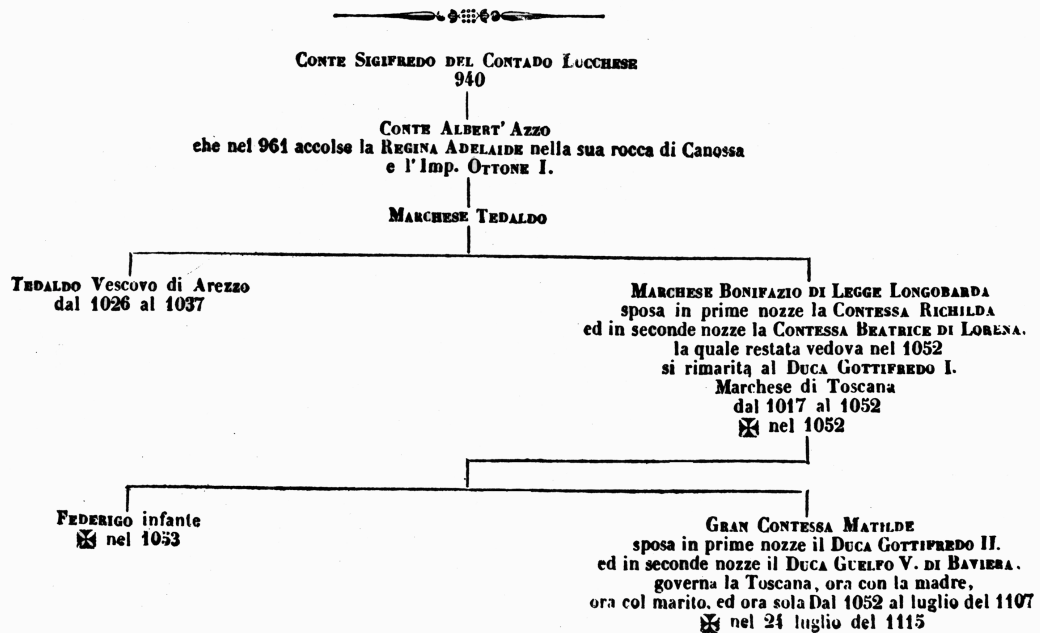 CONTE SIGIFREDO DEL CONTADO LUCCHESE
940
CONTE ALBERT' AZZO
che nel 961 accolse la REGINA ADELAIDE nella sua rocca di Canossa
e l'Imp. OTTONE I.
MARCHESE TEDALDO
TEDALDO Vescovo di Arezzo
dal 1026 al 1037
MARCHESE BONIFAZIO DI LEGGE LONGOBARDA
sposa in prime nozze la CONTESSA RICHILDA
ed in seconde nozze la CONTESSA BEATRICE DI LORENA.
la quale restata vedova nel 1052
si rimarita al DUCA GOTTIFREDO I.
Marchese di Toscana
dal 1017 al 1052
✠ nel 1052
FEDERIGO infante
✠ nel 1053
GRAN CONTESSA MATILDE
sposa in prime nozze il DUCA GOTTIFREDO II.
ed in seconde nozze il DUCA GUELFO V. DI BAVIERA.
governa la Toscana, ora con la madre,
ora col marito, ed ora sola Dal 1052 al luglio del 1107
✠ nel 24 luglio del 1115